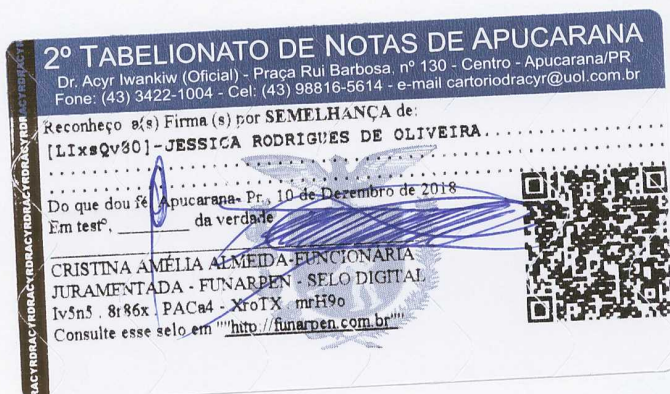 2º TABELIONATO DE NOTAS DE APUCARANA
Dr. Acyr Iwankiw (Oficial) - Praça Rui Barbosa, nº 130 - Centro - Apucarana/PR
Fone: (43) 3422-1004 - Cel: (43) 98816-5614 - e-mail cartoriodracyr@uol.com.br
Reconheço a(s) Firma (s) por SEMELHANÇA de:
[LIxsQv80]-JESSICA RODRIGUES DE OLIVEIRA
Do que dou fé. Apucarana- Pr., 10 de Dezembro de 2018
Em testº, ________ da verdade
CRISTINA AMÉLIA ALMEIDA-FUNCIONÁRIA
JURAMENTADA - FUNARPEN - SELO DIGITAL
Iv5n5 . 8t86x . PACa4 - XroTX . mrH9o
Consulte esse selo em ""http://funarpen.com.br""
RACYRDRACYRDRACYRDRACYRDRACYRDRACYR